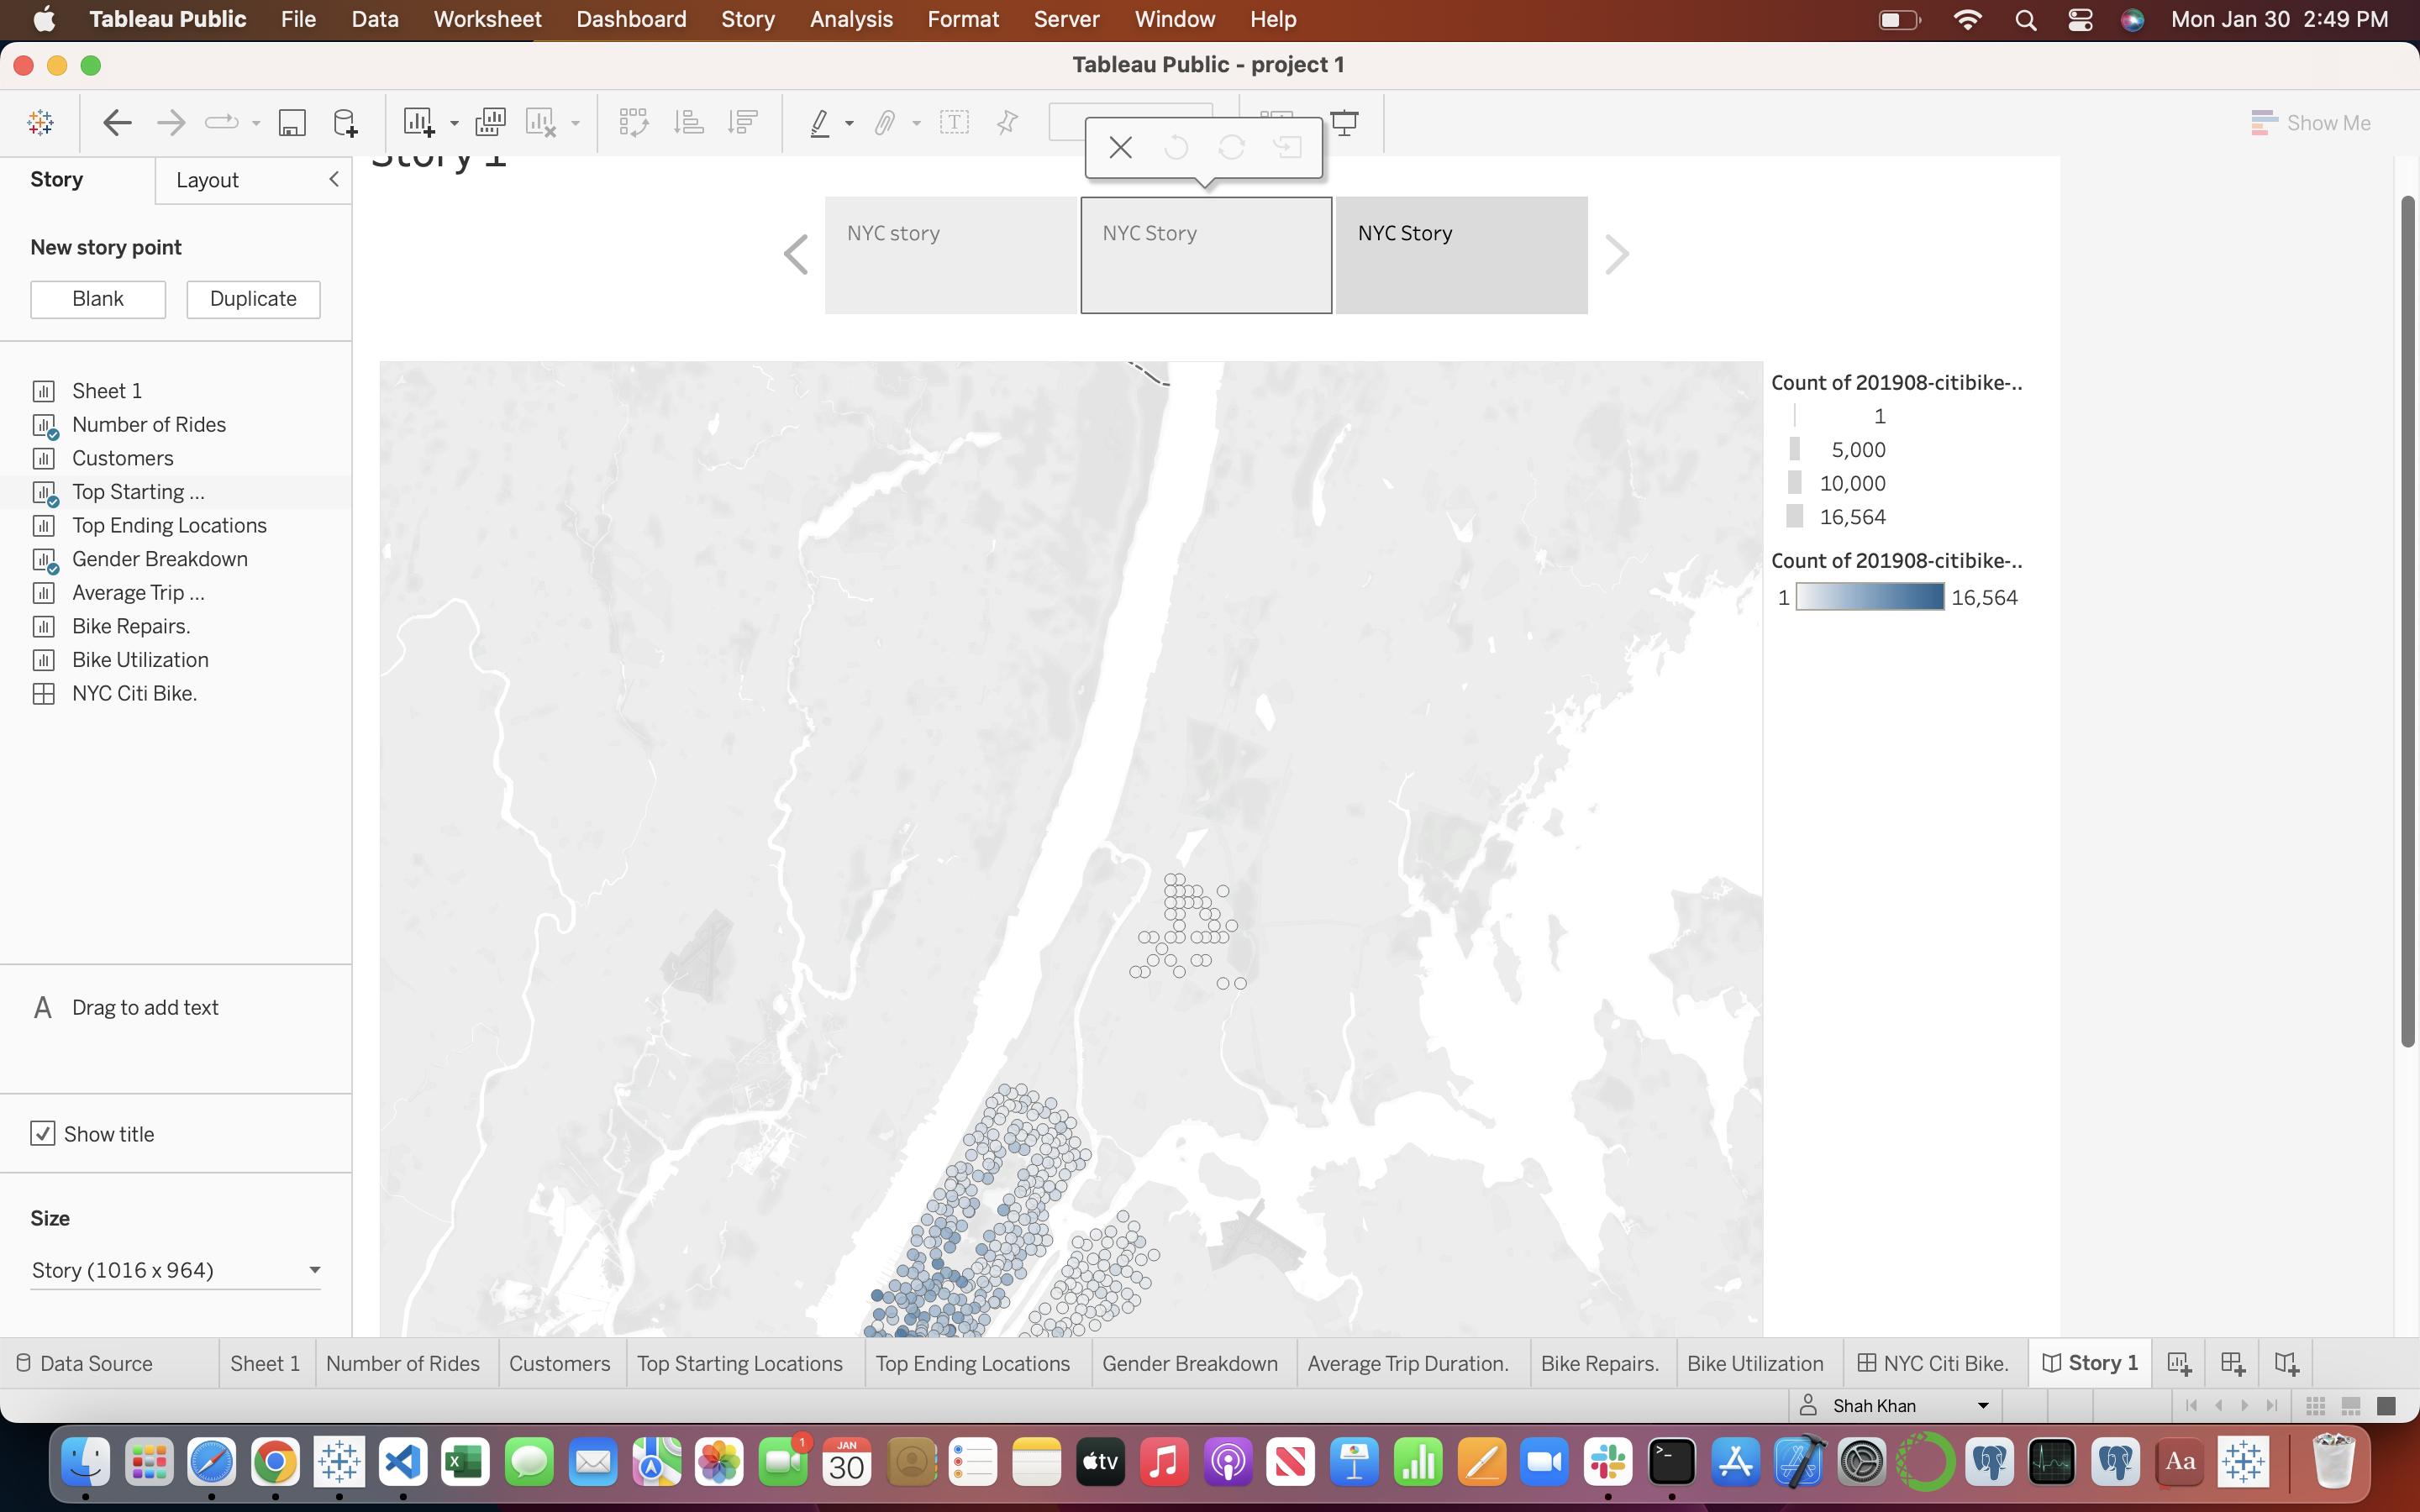 Tableau Public File Data Worksheet Dashboard Story Analysis Format Server Window Help Mon Jan 30 2:49 PM
Tableau Public - project 1
Show Me
Story Layout
Story 1
New story point
Blank Duplicate
NYC story NYC Story NYC Story
Sheet 1
Number of Rides
Customers
Top Starting ...
Top Ending Locations
Gender Breakdown
Average Trip ...
Bike Repairs.
Bike Utilization
NYC Citi Bike.
Count of 201908-citibike-..
1
5,000
10,000
16,564
Count of 201908-citibike-..
1 16,564
A Drag to add text
Show title
Size
Story (1016 x 964)
Data Source Sheet 1 Number of Rides Customers Top Starting Locations Top Ending Locations Gender Breakdown Average Trip Duration. Bike Repairs. Bike Utilization NYC Citi Bike. Story 1
Shah Khan
1
JAN
30
tv
Aa